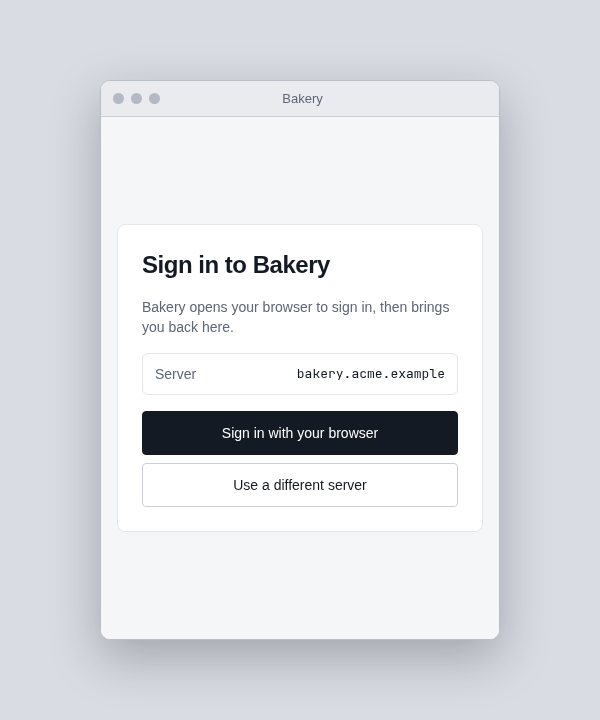 Bakery
Sign in to Bakery
Bakery opens your browser to sign in, then brings
you back here.
Server bakery.acme.example
Sign in with your browser
Use a different server